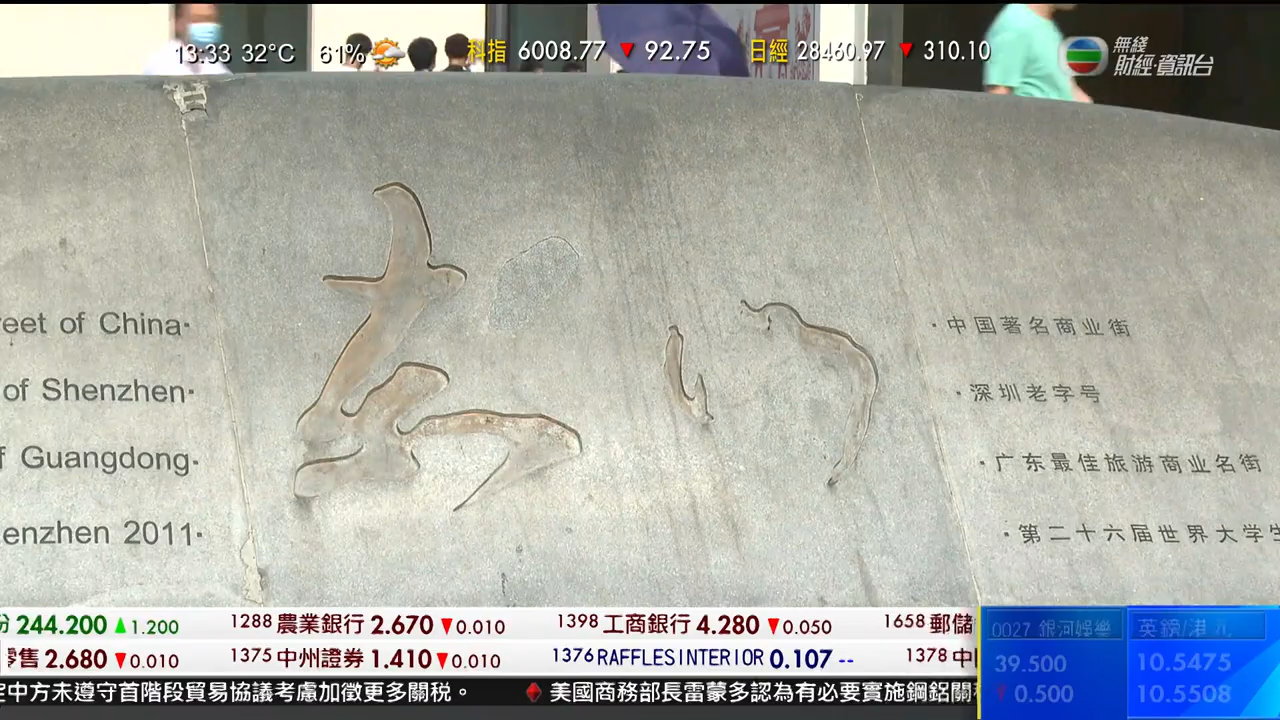 13:33 32°C 61% 科指 6008.77 ▼ 92.75 日經 28460.97 ▼ 310.10
無綫
財經·資訊台
reet of China·
of Shenzhen·
Guangdong·
enzhen 2011·
·中国著名商业街
·深圳老字号
·广东最佳旅游商业名街
·第二十六届世界大学生
份 244.200 ▲1.200 1288 農業銀行 2.670 ▼0.010 1398 工商銀行 4.280 ▼0.050 1658 郵儲
售 2.680 ▼0.010 1375 中州證券 1.410 ▼0.010 1376 RAFFLESINTERIOR 0.107 -- 1378 中
0027 銀河娛樂
39.500
▼ 0.500
英鎊/港元
10.5475
10.5508
定中方未遵守首階段貿易協議考慮加徵更多關稅。 美國商務部長雷蒙多認為有必要實施鋼鋁關